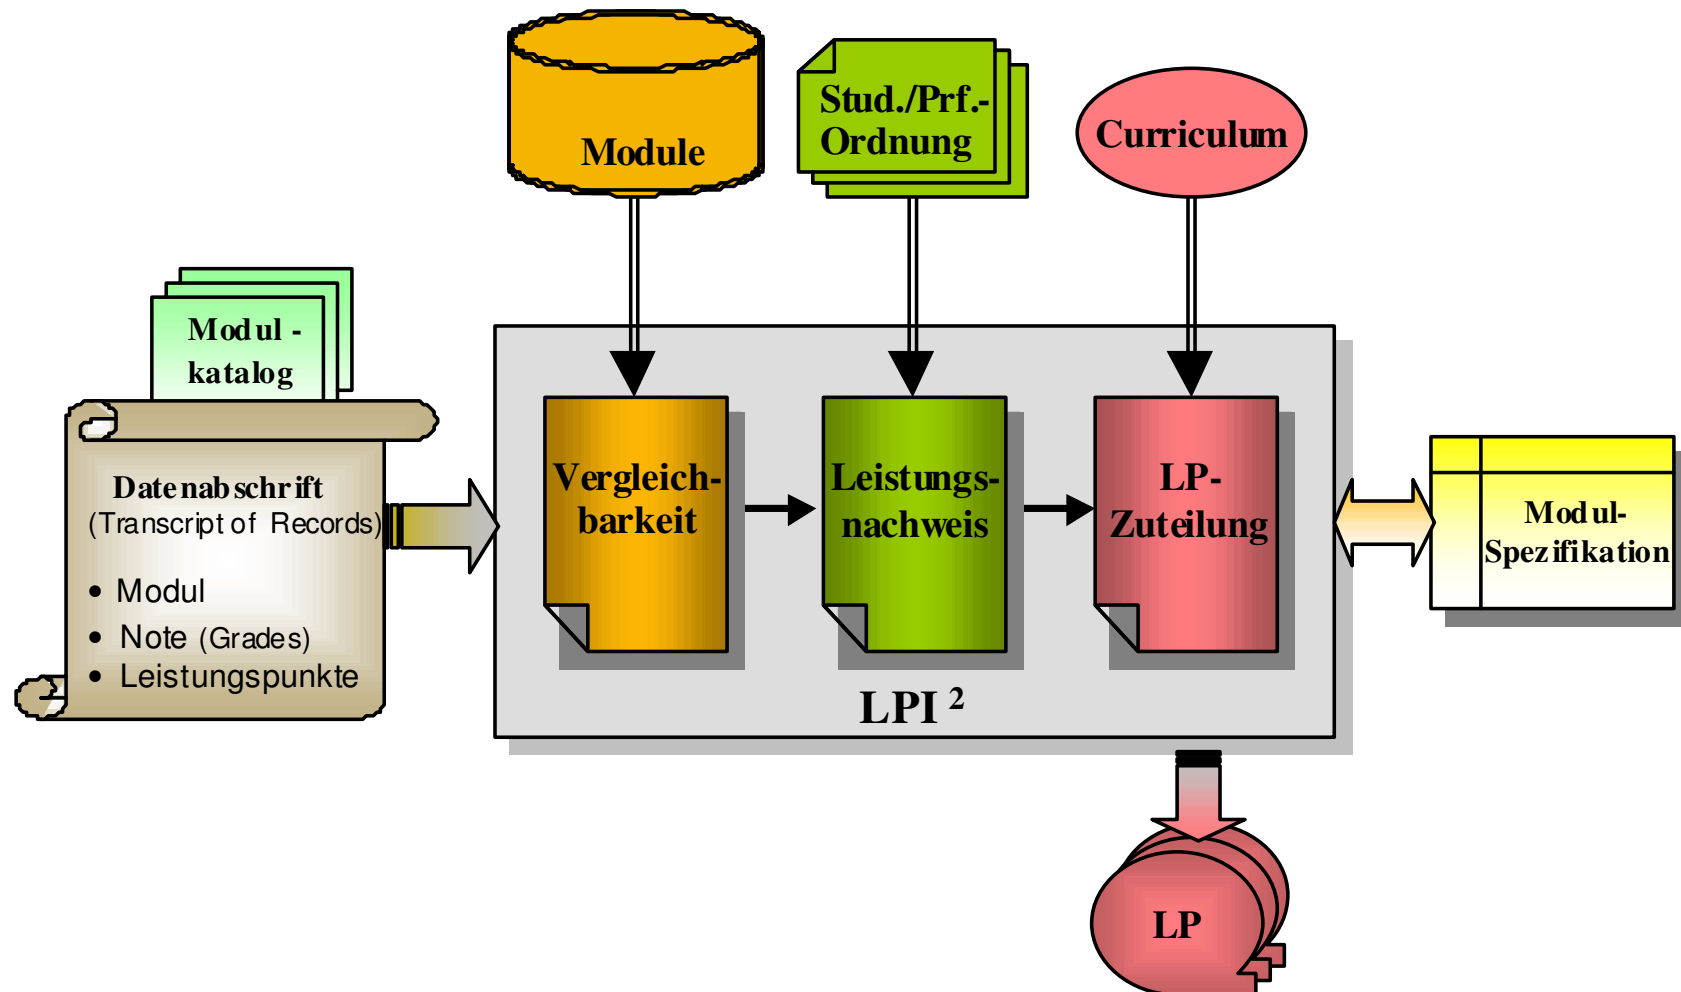 Module
Stud./Prf.-
Ordnung
Curriculum
Modul -
katalog
Datenabschrift
(Transcript of Records)
• Modul
• Note (Grades)
• Leistungspunkte
Vergleich-
barkeit
Leistungs-
nachweis
LP-
Zuteilung
LPI ²
Modul-
Spezifikation
LP